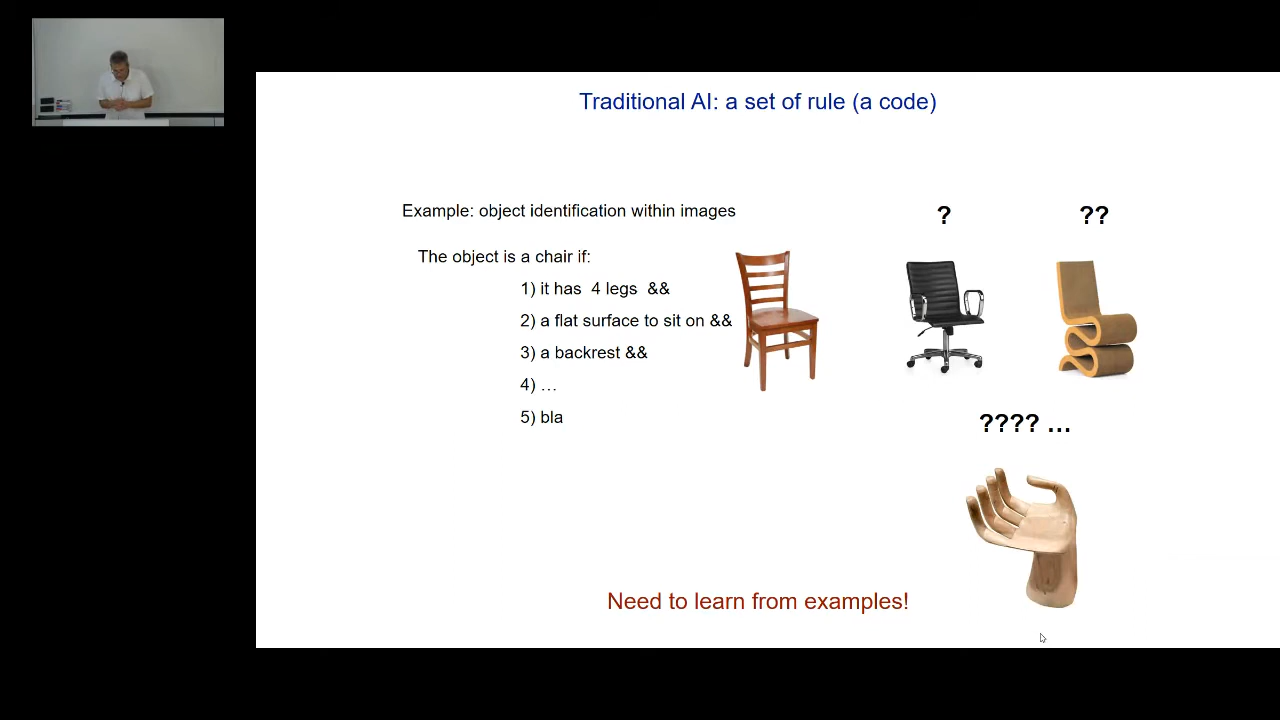 Traditional AI: a set of rule (a code)
Example: object identification within images
? ??
The object is a chair if:
1) it has 4 legs &&
2) a flat surface to sit on &&
3) a backrest &&
4) …
5) bla
???? …
Need to learn from examples!